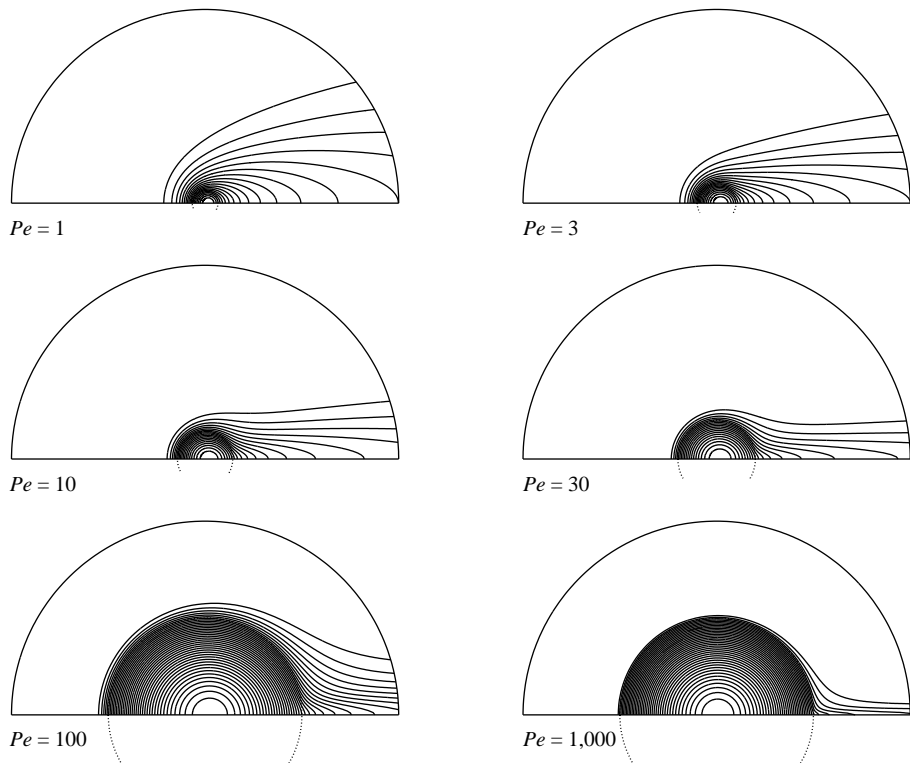 Pe = 1
Pe = 3
Pe = 10
Pe = 30
Pe = 100
Pe = 1,000